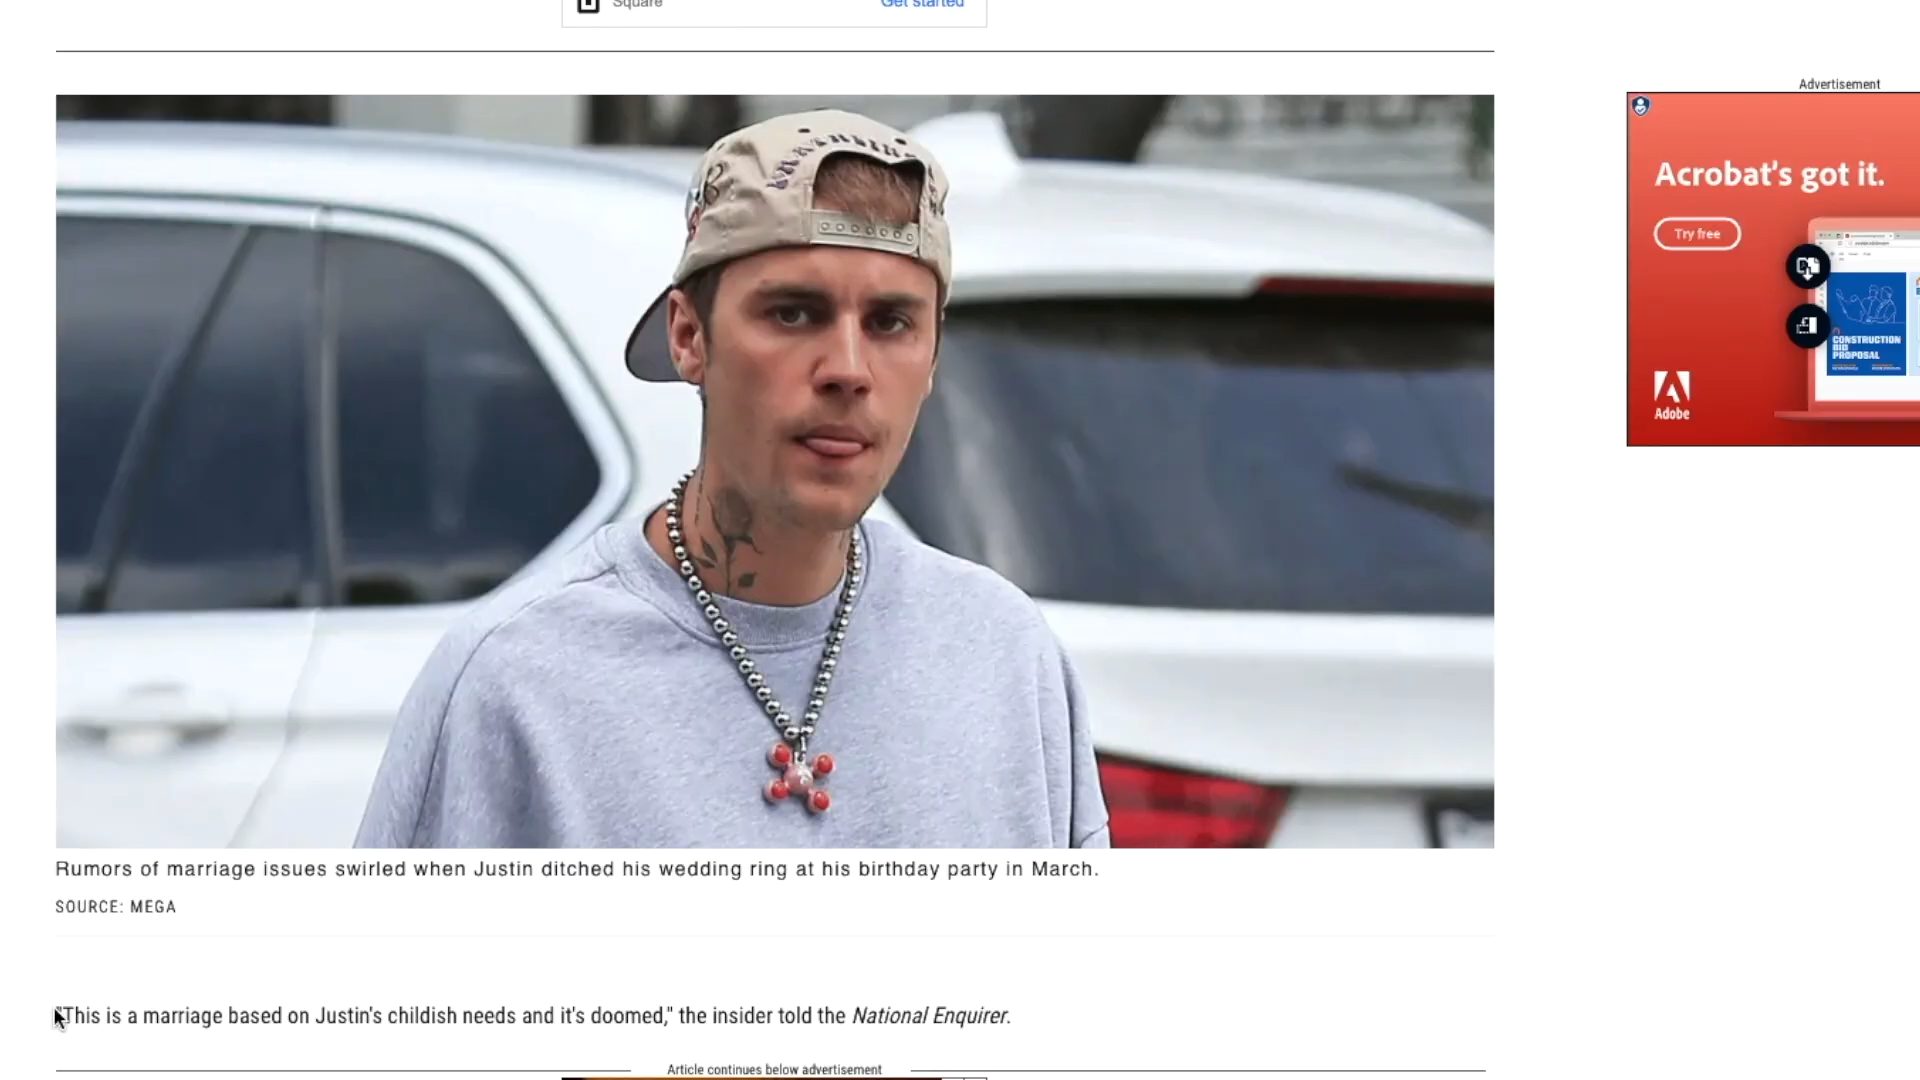 Square Get started
Advertisement
Acrobat's got it.
Try free
CONSTRUCTION
BID
PROPOSAL
Adobe
Rumors of marriage issues swirled when Justin ditched his wedding ring at his birthday party in March.
SOURCE: MEGA
"This is a marriage based on Justin's childish needs and it's doomed," the insider told the National Enquirer.
Article continues below advertisement